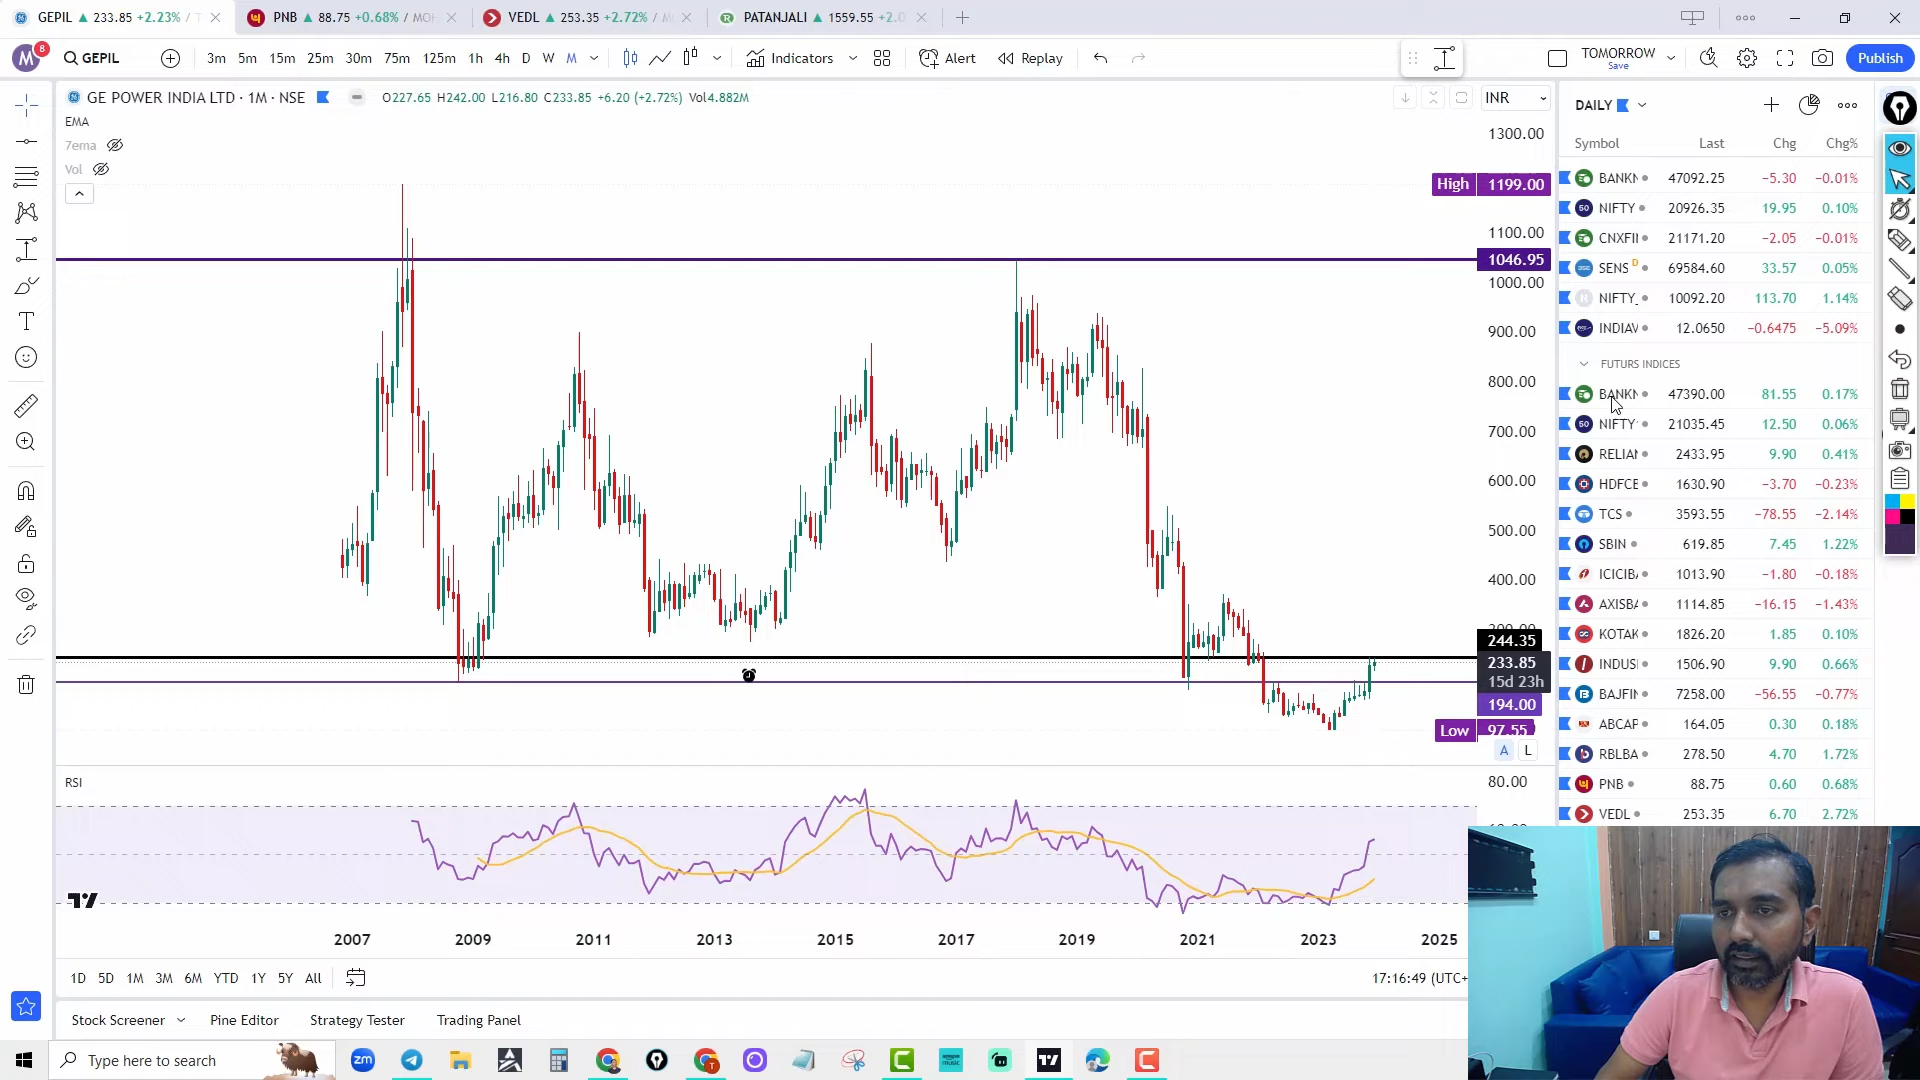 GEPIL ▲ 233.85 +2.23% / T
PNB ▲ 88.75 +0.68% / MO
VEDL ▲ 253.35 +2.72% / M
PATANJALI ▲ 1559.55 +2.0
M 8
GEPIL
3m 5m 15m 25m 30m 75m 125m 1h 4h D W M
Indicators
Alert
Replay
TOMORROW
Save
Publish
GE POWER INDIA LTD · 1M · NSE
O227.65 H242.00 L216.80 C233.85 +6.20 (+2.72%) Vol4.882M
INR
EMA
7ema
Vol
1300.00
High 1199.00
1100.00
1046.95
1000.00
900.00
800.00
700.00
600.00
500.00
400.00
244.35
233.85
15d 23h
194.00
Low 97.55
A L
RSI
80.00
2007 2009 2011 2013 2015 2017 2019 2021 2023 2025
1D 5D 1M 3M 6M YTD 1Y 5Y All
17:16:49 (UTC+
Stock Screener
Pine Editor
Strategy Tester
Trading Panel
Type here to search
zm
DAILY
Symbol Last Chg Chg%
BANKN 47092.25 −5.30 −0.01%
50 NIFTY 20926.35 19.95 0.10%
CNXFII 21171.20 −2.05 −0.01%
SENS D 69584.60 33.57 0.05%
NIFTY_ 10092.20 113.70 1.14%
INDIAV 12.0650 −0.6475 −5.09%
FUTURS INDICES
BANKN 47390.00 81.55 0.17%
50 NIFTY 21035.45 12.50 0.06%
RELIAN 2433.95 9.90 0.41%
HDFCB 1630.90 −3.70 −0.23%
TCS 3593.55 −78.55 −2.14%
SBIN 619.85 7.45 1.22%
ICICIB 1013.90 −1.80 −0.18%
AXISBA 1114.85 −16.15 −1.43%
KOTAK 1826.20 1.85 0.10%
INDUSI 1506.90 9.90 0.66%
BAJFIN 7258.00 −56.55 −0.77%
ABCAP 164.05 0.30 0.18%
RBLBA 278.50 4.70 1.72%
PNB 88.75 0.60 0.68%
VEDL 253.35 6.70 2.72%